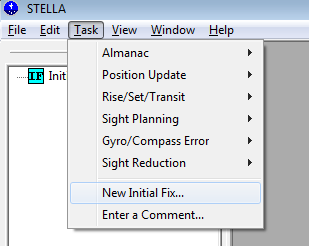 STELLA
File Edit Task View Window Help
IF Init
Almanac
Position Update
Rise/Set/Transit
Sight Planning
Gyro/Compass Error
Sight Reduction
New Initial Fix...
Enter a Comment...